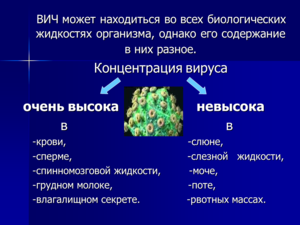 ВИЧ может находиться во всех биологических
жидкостях организма, однако его содержание
в них разное.
Концентрация вируса
очень высока
в
-крови,
-сперме,
-спинномозговой жидкости,
-грудном молоке,
-влагалищном секрете.
невысока
в
-слюне,
-слезной жидкости,
-моче,
-поте,
-рвотных массах.